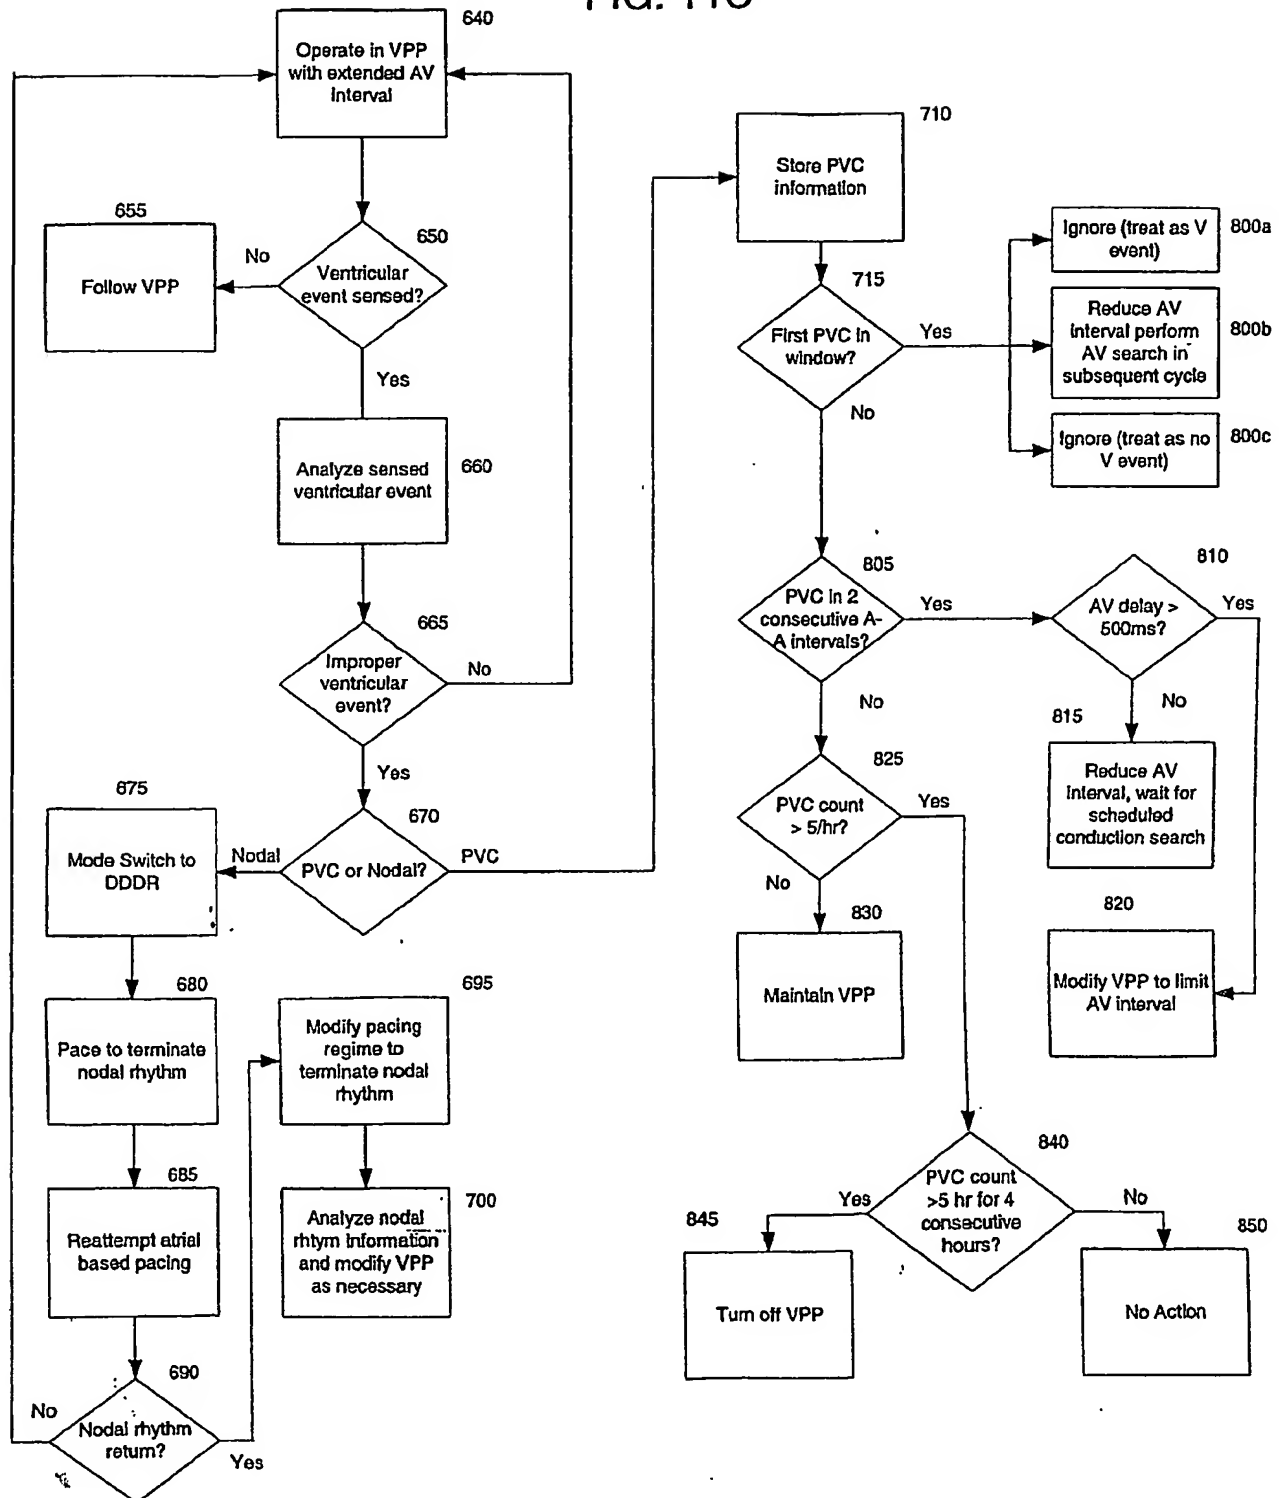 FIG. 11C
640
Operate in VPP
with extended AV
Interval
710
Store PVC
information
655
Follow VPP
No
650
Ventricular
event sensed?
Yes
715
First PVC in
window?
Yes
No
Ignore (treat as V
event)
800a
Reduce AV
interval perform
AV search in
subsequent cycle
800b
Ignore (treat as no
V event)
800c
Analyze sensed
ventricular event
660
665
Improper
ventricular
event?
No
Yes
805
PVC in 2
consecutive A-
A intervals?
Yes
No
810
AV delay >
500ms?
Yes
No
815
Reduce AV
interval, wait for
scheduled
conduction search
675
Mode Switch to
DDDR
Nodal
670
PVC or Nodal?
PVC
825
PVC count
> 5/hr?
Yes
No
820
Modify VPP to limit
AV interval
830
Maintain VPP
680
Pace to terminate
nodal rhythm
695
Modify pacing
regime to
terminate nodal
rhythm
685
Reattempt atrial
based pacing
700
Analyze nodal
rhtym information
and modify VPP
as necessary
840
PVC count
>5 hr for 4
consecutive
hours?
Yes
No
845
Turn off VPP
850
No Action
690
Nodal rhythm
return?
No
Yes